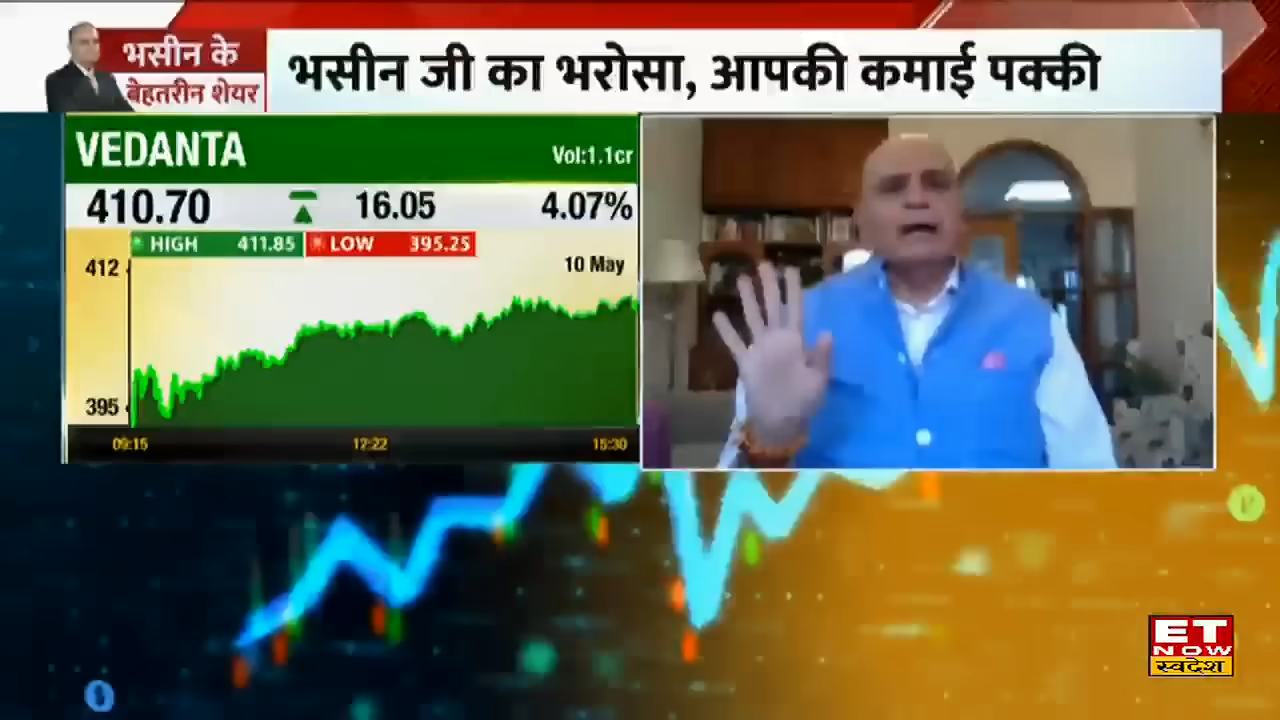 भसीन के
बेहतरीन शेयर
भसीन जी का भरोसा, आपकी कमाई पक्की
VEDANTA
Vol:1.1cr
410.70 16.05 4.07%
HIGH 411.85 LOW 395.25
412
10 May
395
09:15 12:22 15:30
ET
NOW
स्वदेश